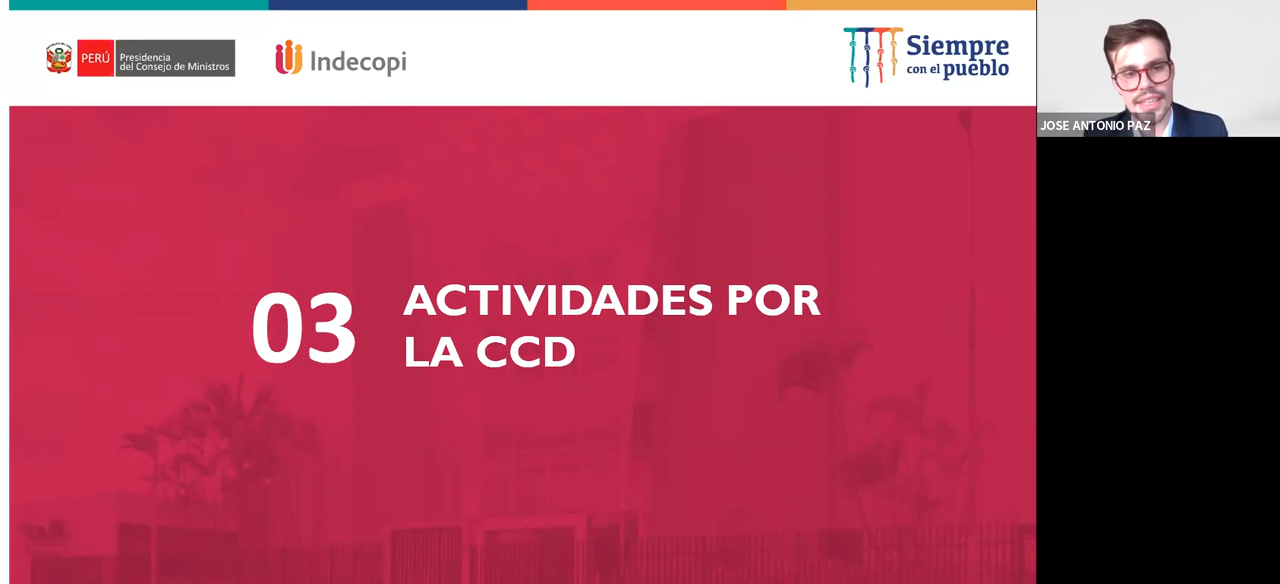 PERÚ
Presidencia
del Consejo de Ministros
Indecopi
Siempre
con el pueblo
JOSE ANTONIO PAZ
03
ACTIVIDADES POR
LA CCD